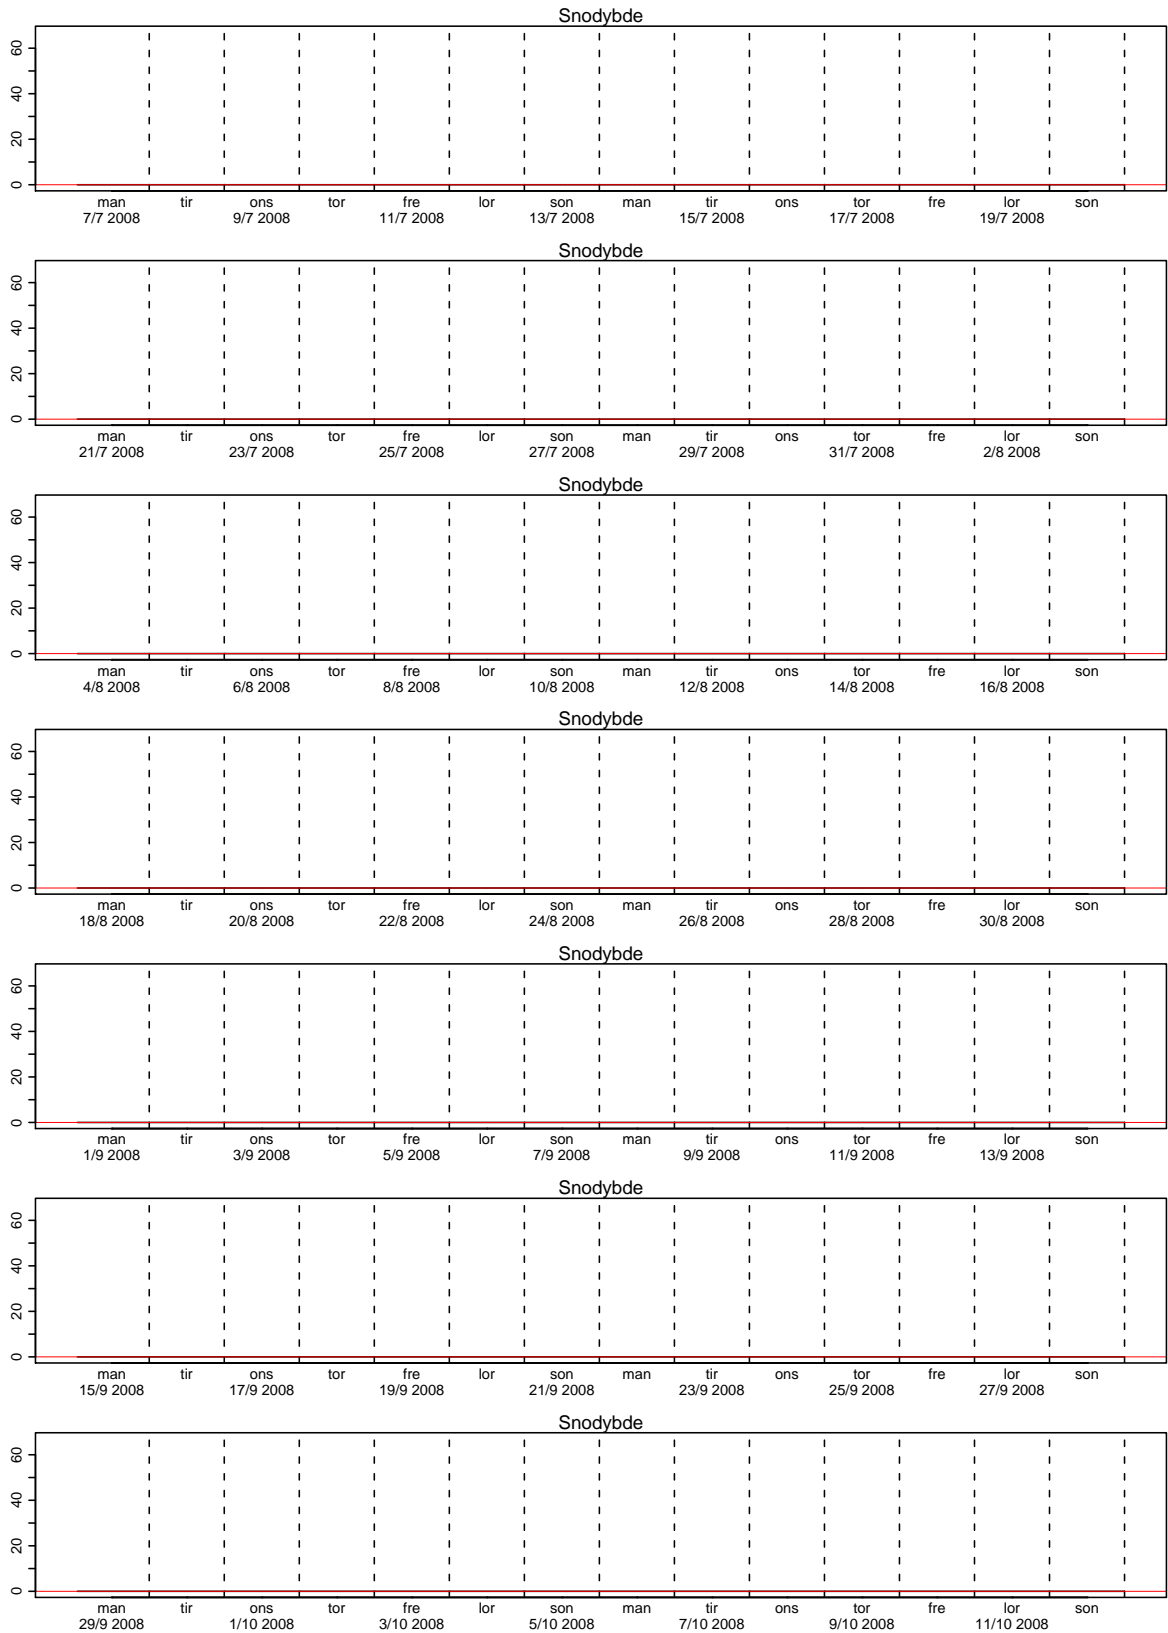 Snodybde
60
40
20
0
man tir ons tor fre lor son man tir ons tor fre lor son
7/7 2008 9/7 2008 11/7 2008 13/7 2008 15/7 2008 17/7 2008 19/7 2008
Snodybde
60
40
20
0
man tir ons tor fre lor son man tir ons tor fre lor son
21/7 2008 23/7 2008 25/7 2008 27/7 2008 29/7 2008 31/7 2008 2/8 2008
Snodybde
60
40
20
0
man tir ons tor fre lor son man tir ons tor fre lor son
4/8 2008 6/8 2008 8/8 2008 10/8 2008 12/8 2008 14/8 2008 16/8 2008
Snodybde
60
40
20
0
man tir ons tor fre lor son man tir ons tor fre lor son
18/8 2008 20/8 2008 22/8 2008 24/8 2008 26/8 2008 28/8 2008 30/8 2008
Snodybde
60
40
20
0
man tir ons tor fre lor son man tir ons tor fre lor son
1/9 2008 3/9 2008 5/9 2008 7/9 2008 9/9 2008 11/9 2008 13/9 2008
Snodybde
60
40
20
0
man tir ons tor fre lor son man tir ons tor fre lor son
15/9 2008 17/9 2008 19/9 2008 21/9 2008 23/9 2008 25/9 2008 27/9 2008
Snodybde
60
40
20
0
man tir ons tor fre lor son man tir ons tor fre lor son
29/9 2008 1/10 2008 3/10 2008 5/10 2008 7/10 2008 9/10 2008 11/10 2008